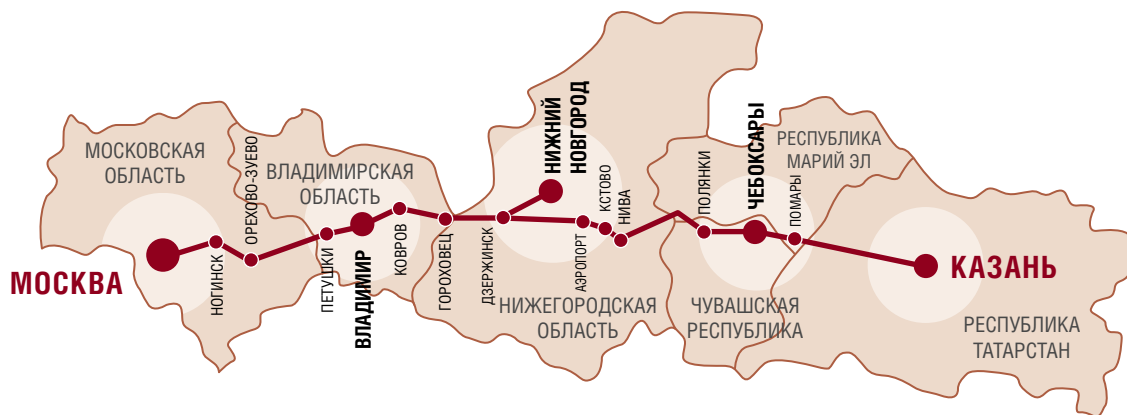 МОСКОВСКАЯ
ОБЛАСТЬ
МОСКВА
НОГИНСК
ОРЕХОВО-ЗУЕВО
ВЛАДИМИРСКАЯ
ОБЛАСТЬ
ПЕТУШКИ
ВЛАДИМИР
КОВРОВ
ГОРОХОВЕЦ
ДЗЕРЖИНСК
НИЖНИЙ
НОВГОРОД
АЭРОПОРТ
КСТОВО
НИВА
НИЖЕГОРОДСКАЯ
ОБЛАСТЬ
ПОЛЯНКИ
ЧЕБОКСАРЫ
ЧУВАШСКАЯ
РЕСПУБЛИКА
РЕСПУБЛИКА
МАРИЙ ЭЛ
ПОМАРЫ
КАЗАНЬ
РЕСПУБЛИКА
ТАТАРСТАН